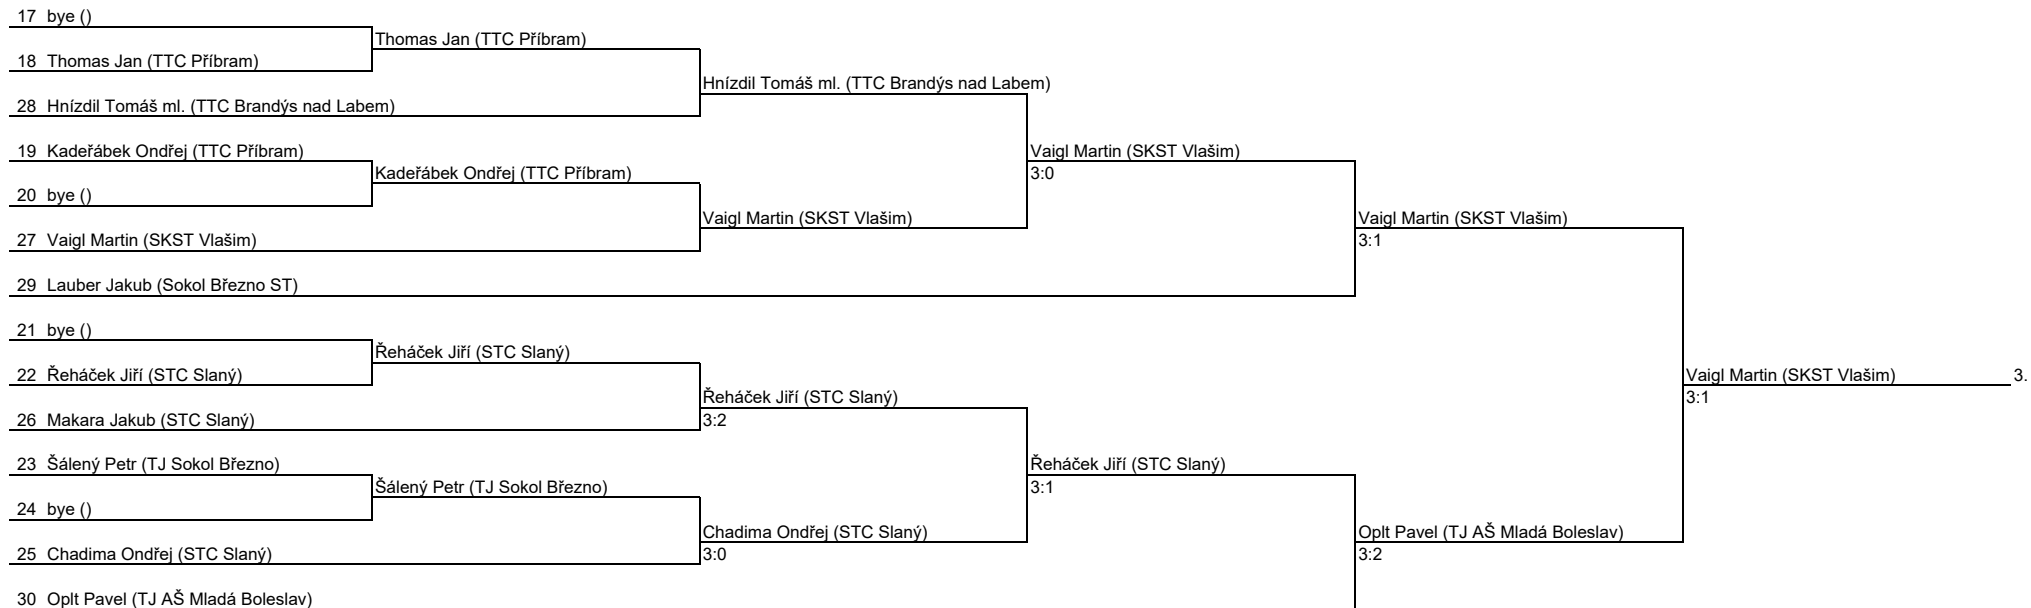 17 bye ()
Thomas Jan (TTC Příbram)
18 Thomas Jan (TTC Příbram)
Hnízdil Tomáš ml. (TTC Brandýs nad Labem)
28 Hnízdil Tomáš ml. (TTC Brandýs nad Labem)
19 Kadeřábek Ondřej (TTC Příbram)
Vaigl Martin (SKST Vlašim)
Kadeřábek Ondřej (TTC Příbram)
3:0
20 bye ()
Vaigl Martin (SKST Vlašim)
Vaigl Martin (SKST Vlašim)
27 Vaigl Martin (SKST Vlašim)
3:1
29 Lauber Jakub (Sokol Březno ST)
21 bye ()
Řeháček Jiří (STC Slaný)
22 Řeháček Jiří (STC Slaný)
Vaigl Martin (SKST Vlašim) 3.
Řeháček Jiří (STC Slaný)
3:1
26 Makara Jakub (STC Slaný)
3:2
23 Šálený Petr (TJ Sokol Březno)
Řeháček Jiří (STC Slaný)
Šálený Petr (TJ Sokol Březno)
3:1
24 bye ()
Chadima Ondřej (STC Slaný)
Oplt Pavel (TJ AŠ Mladá Boleslav)
25 Chadima Ondřej (STC Slaný)
3:0
3:2
30 Oplt Pavel (TJ AŠ Mladá Boleslav)